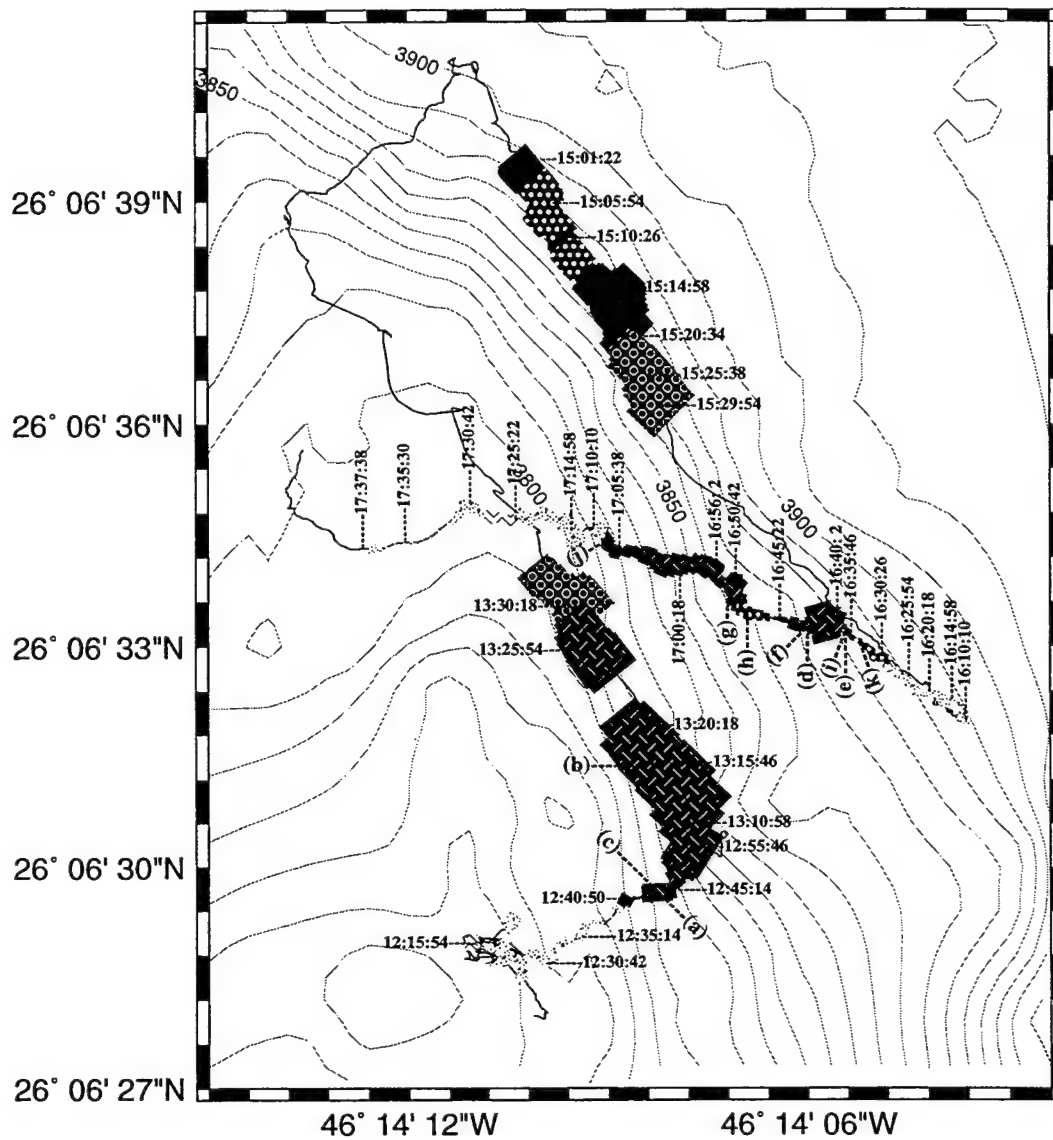 3900
3850
15:01:22
26° 06' 39"N
15:05:54
15:10:26
15:14:58
15:20:34
15:25:38
15:29:54
26° 06' 36"N
17:37:38
17:35:30
17:30:42
17:25:22
3800
17:14:58
17:10:10
17:05:38
3850
16:56: 2
16:50:42
3900
16:45:22
16:40: 2
16:35:46
16:30:26
16:25:54
16:20:18
16:14:58
16:10:10
(j)
13:30:18
17:00:18
(g)
(h)
(f)
(d)
(i)
(e)
(k)
26° 06' 33"N
13:25:54
13:20:18
(b)
13:15:46
13:10:58
(c)
12:55:46
26° 06' 30"N
12:40:50
12:45:14
(a)
12:15:54
12:35:14
12:30:42
26° 06' 27"N
46° 14' 12"W
46° 14' 06"W